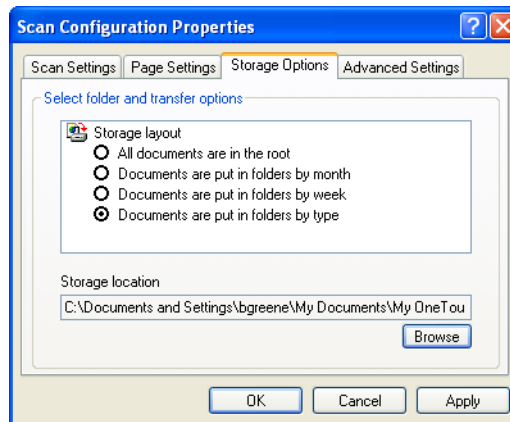 Scan Configuration Properties
Scan Settings Page Settings Storage Options Advanced Settings
Select folder and transfer options
Storage layout
All documents are in the root
Documents are put in folders by month
Documents are put in folders by week
Documents are put in folders by type
Storage location
C:\Documents and Settings\bgreene\My Documents\My OneTou
Browse
OK Cancel Apply